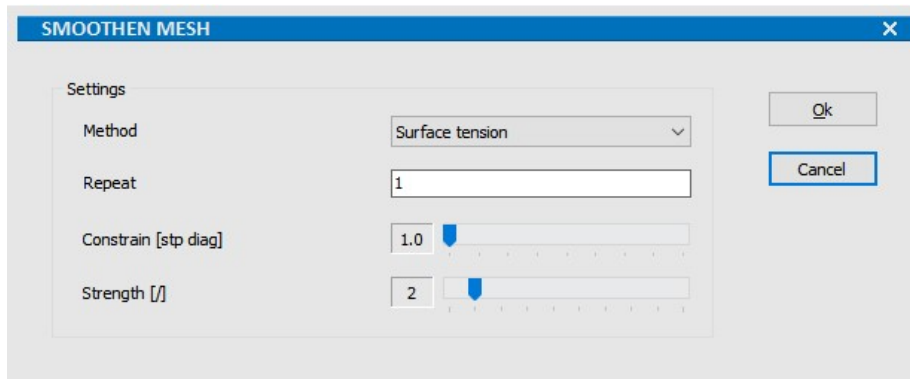 SMOOTHEN MESH
Settings
Method
Surface tension
Repeat
1
Constrain [stp diag]
1.0
Strength [/]
2
Ok
Cancel